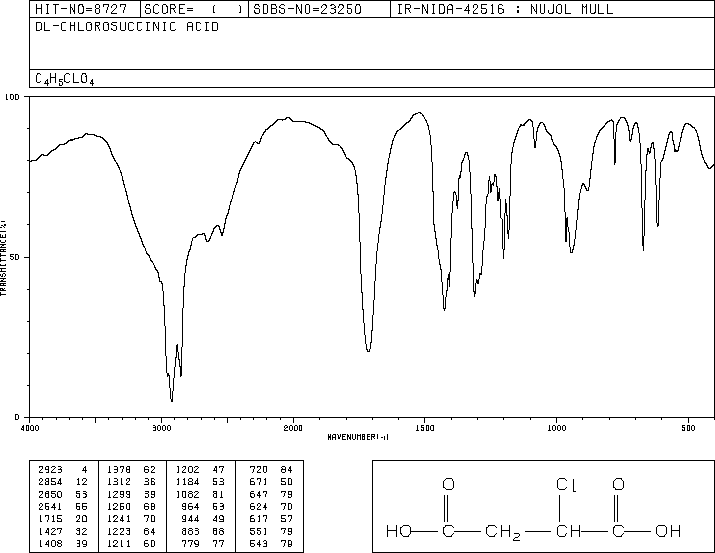 HIT-NO=8727 SCORE= ( ) SDBS-NO=23250 IR-NIDA-42516 : NUJOL MULL
DL-CHLOROSUCCINIC ACID
C4H5CLO4
100
50
0
TRANSMITTANCE(%)
4000 3000 2000 1500 1000 500
WAVENUMBER(-1)
2923 4 1378 62 1202 47 720 84
2854 12 1312 36 1184 53 671 50
2650 53 1299 39 1082 81 647 79
2541 55 1260 68 964 53 624 70
1715 20 1241 70 944 49 617 57
1427 32 1223 64 883 68 551 79
1408 39 1211 60 779 77 543 79
O Cl O
HO C CH2 CH C OH